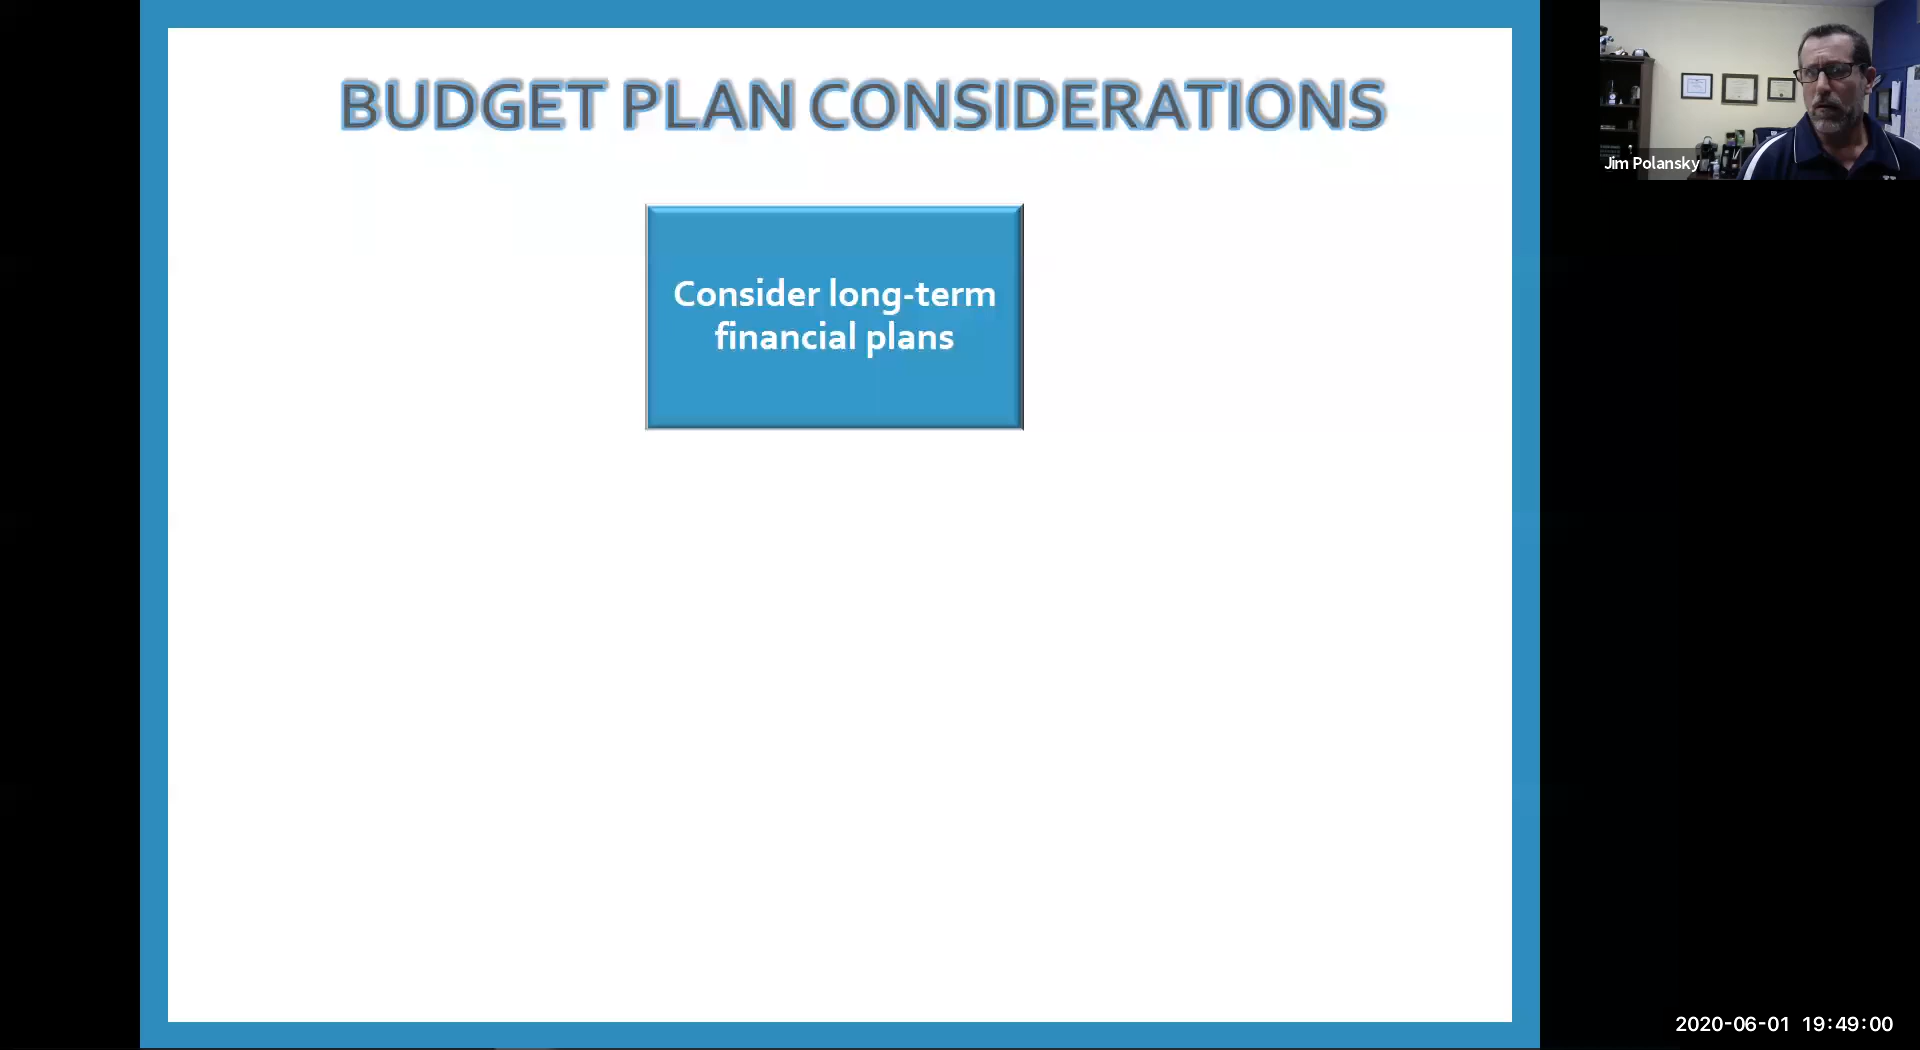 BUDGET PLAN CONSIDERATIONS
Consider long-term
financial plans
Jim Polansky
2020-06-01 19:49:00